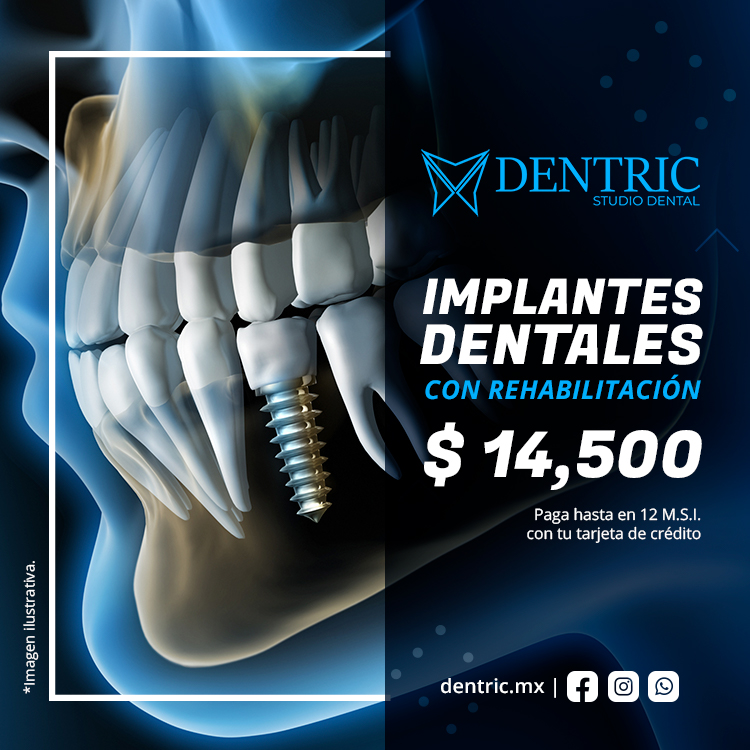 DENTRIC
STUDIO DENTAL
IMPLANTES
DENTALES
CON REHABILITACIÓN
$ 14,500
Paga hasta en 12 M.S.I.
con tu tarjeta de crédito
dentric.mx |
*Imagen ilustrativa.